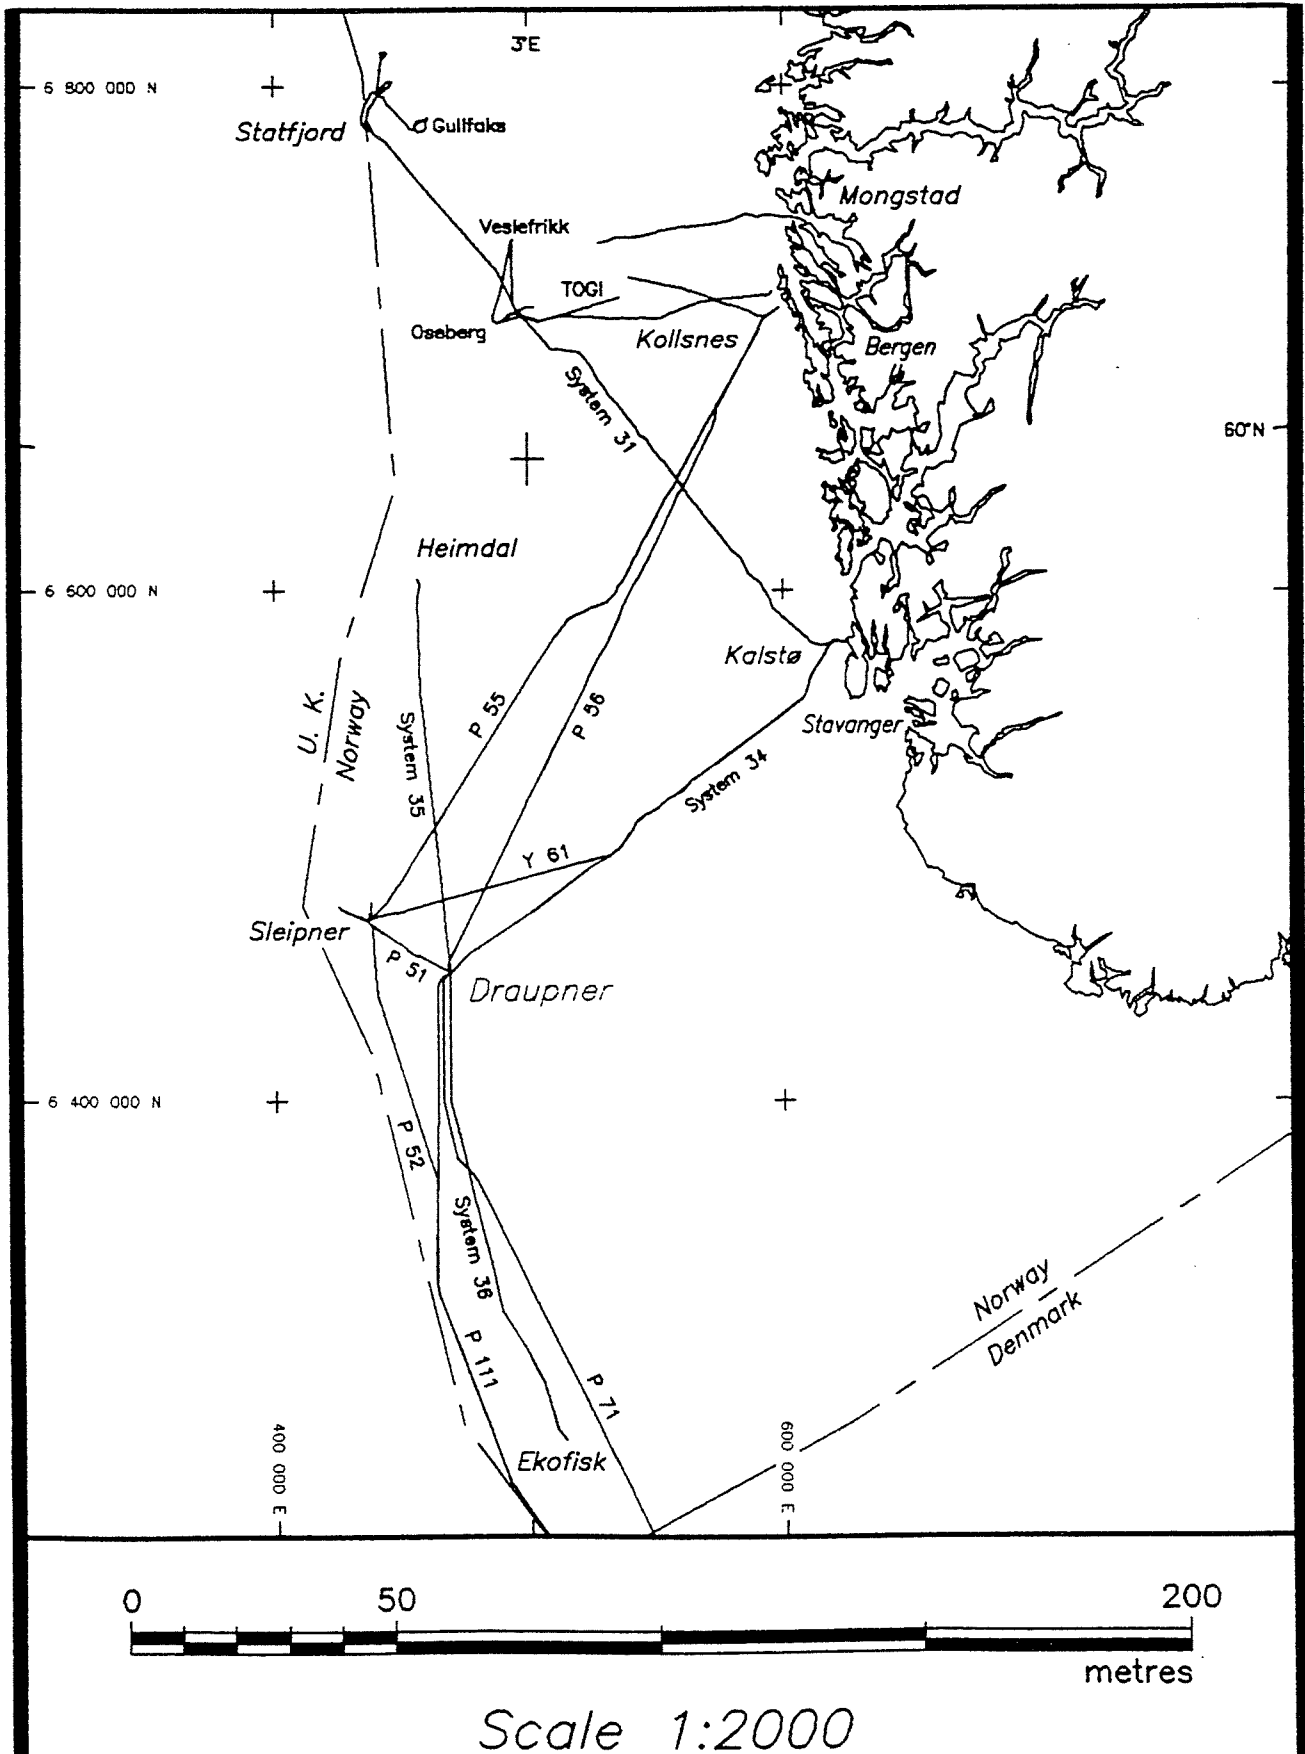 3°E
6 800 000 N
Statfjord
Gullfaks
Mongstad
Veslefrikk
TOGI
Oseberg
Kollsnes
Bergen
System 31
60°N
Heimdal
6 600 000 N
Kalstø
U. K.
Norway
P 55
P 56
System 35
Stavanger
System 34
Y 61
Sleipner
P 51
Draupner
6 400 000 N
P 52
System 36
Norway
Denmark
P 111
P 71
400 000 E
600 000 E
Ekofisk
0 50 200
metres
Scale 1:2000